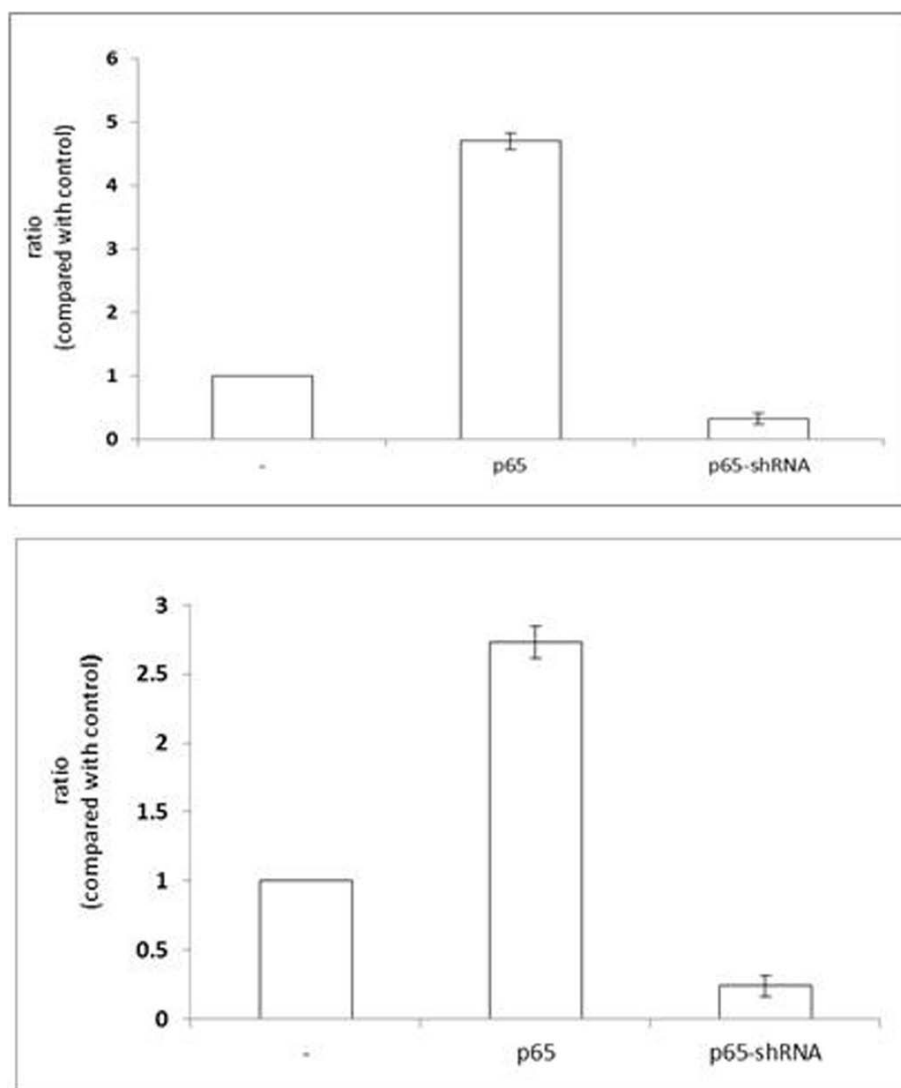 ratio
(compared with control)
6
5
4
3
2
1
0
-
p65
p65-shRNA
ratio
(compared with control)
3
2.5
2
1.5
1
0.5
0
-
p65
p65-shRNA